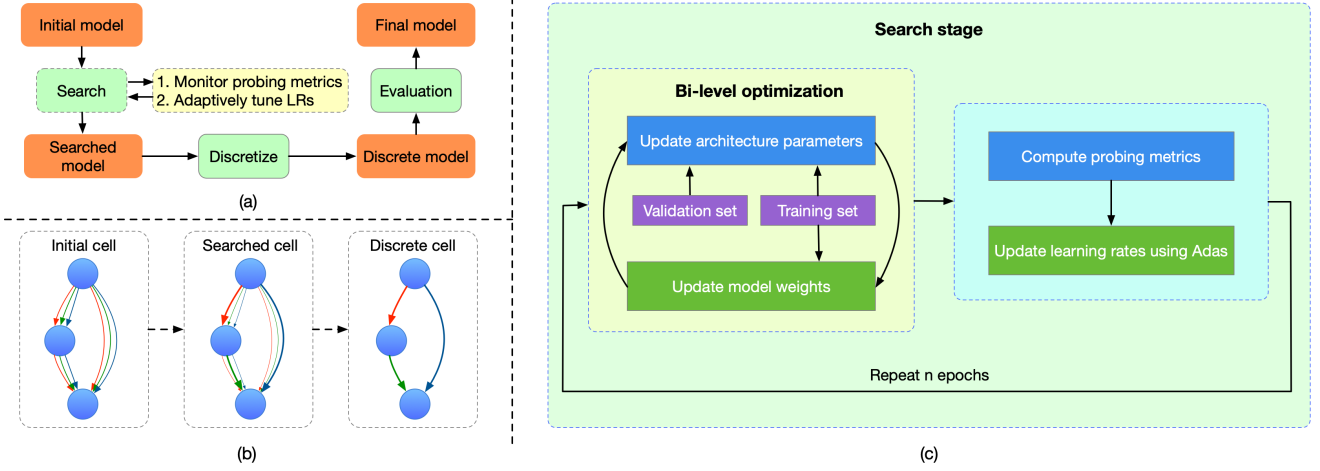 Initial model
Final model
Search
1. Monitor probing metrics
2. Adaptively tune LRs
Evaluation
Searched
model
Discretize
Discrete model
(a)
Initial cell
Searched cell
Discrete cell
(b)
Search stage
Bi-level optimization
Update architecture parameters
Validation set
Training set
Update model weights
Compute probing metrics
Update learning rates using Adas
Repeat n epochs
(c)